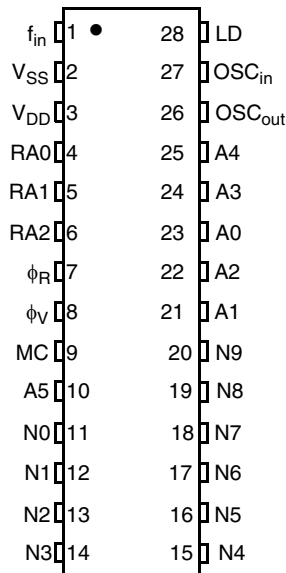 fin 1 28 LD
VSS 2 27 OSCin
VDD 3 26 OSCout
RA0 4 25 A4
RA1 5 24 A3
RA2 6 23 A0
ϕR 7 22 A2
ϕV 8 21 A1
MC 9 20 N9
A5 10 19 N8
N0 11 18 N7
N1 12 17 N6
N2 13 16 N5
N3 14 15 N4